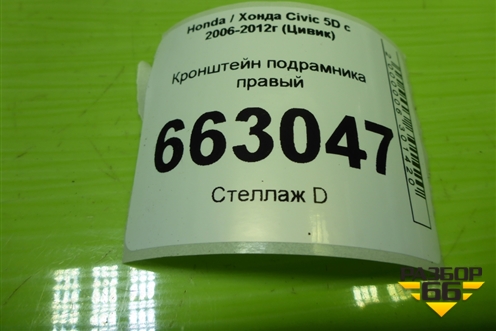 Honda / Хонда Civic 5D с
2006-2012г (Цивик)
Кронштейн подрамника
правый
663047
Стеллаж D
РАЗБОР
66